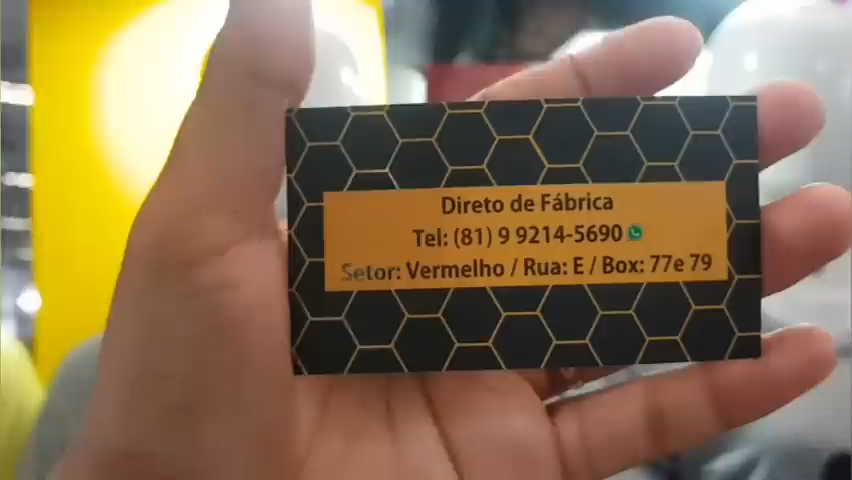 Direto de Fábrica
Tel: (81) 9 9214-5690
Setor: Vermelho / Rua: E / Box: 77e 79